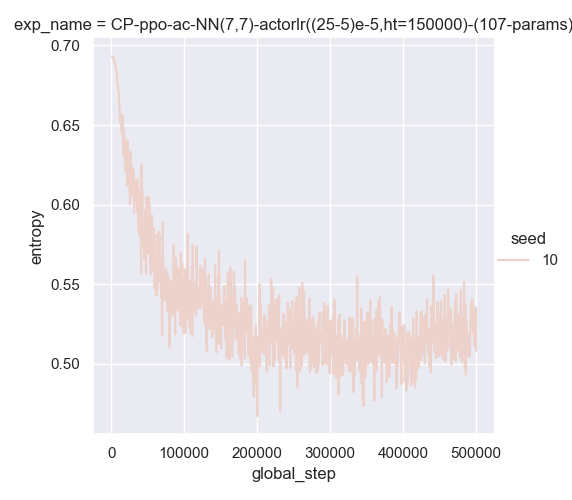 exp_name = CP-ppo-ac-NN(7,7)-actorlr((25-5)e-5,ht=150000)-(107-params)
0.70
0.65
0.60
0.55
0.50
entropy
0 100000 200000 300000 400000 500000
global_step
seed
10